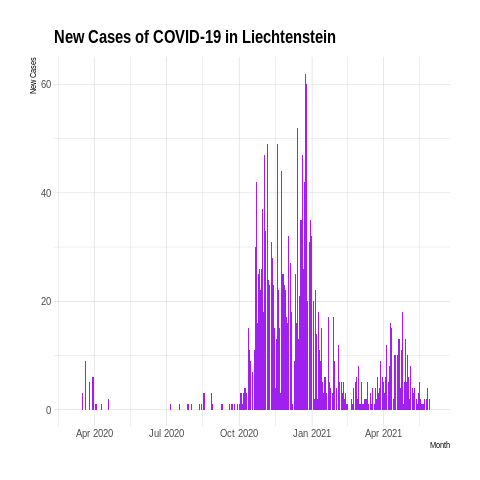 New Cases of COVID-19 in Liechtenstein
New Cases
60
40
20
0
Apr 2020 Jul 2020 Oct 2020 Jan 2021 Apr 2021
Month